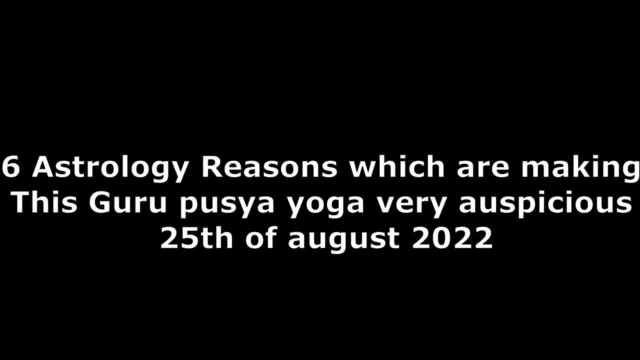 6 Astrology Reasons which are making
This Guru pusya yoga very auspicious
25th of august 2022